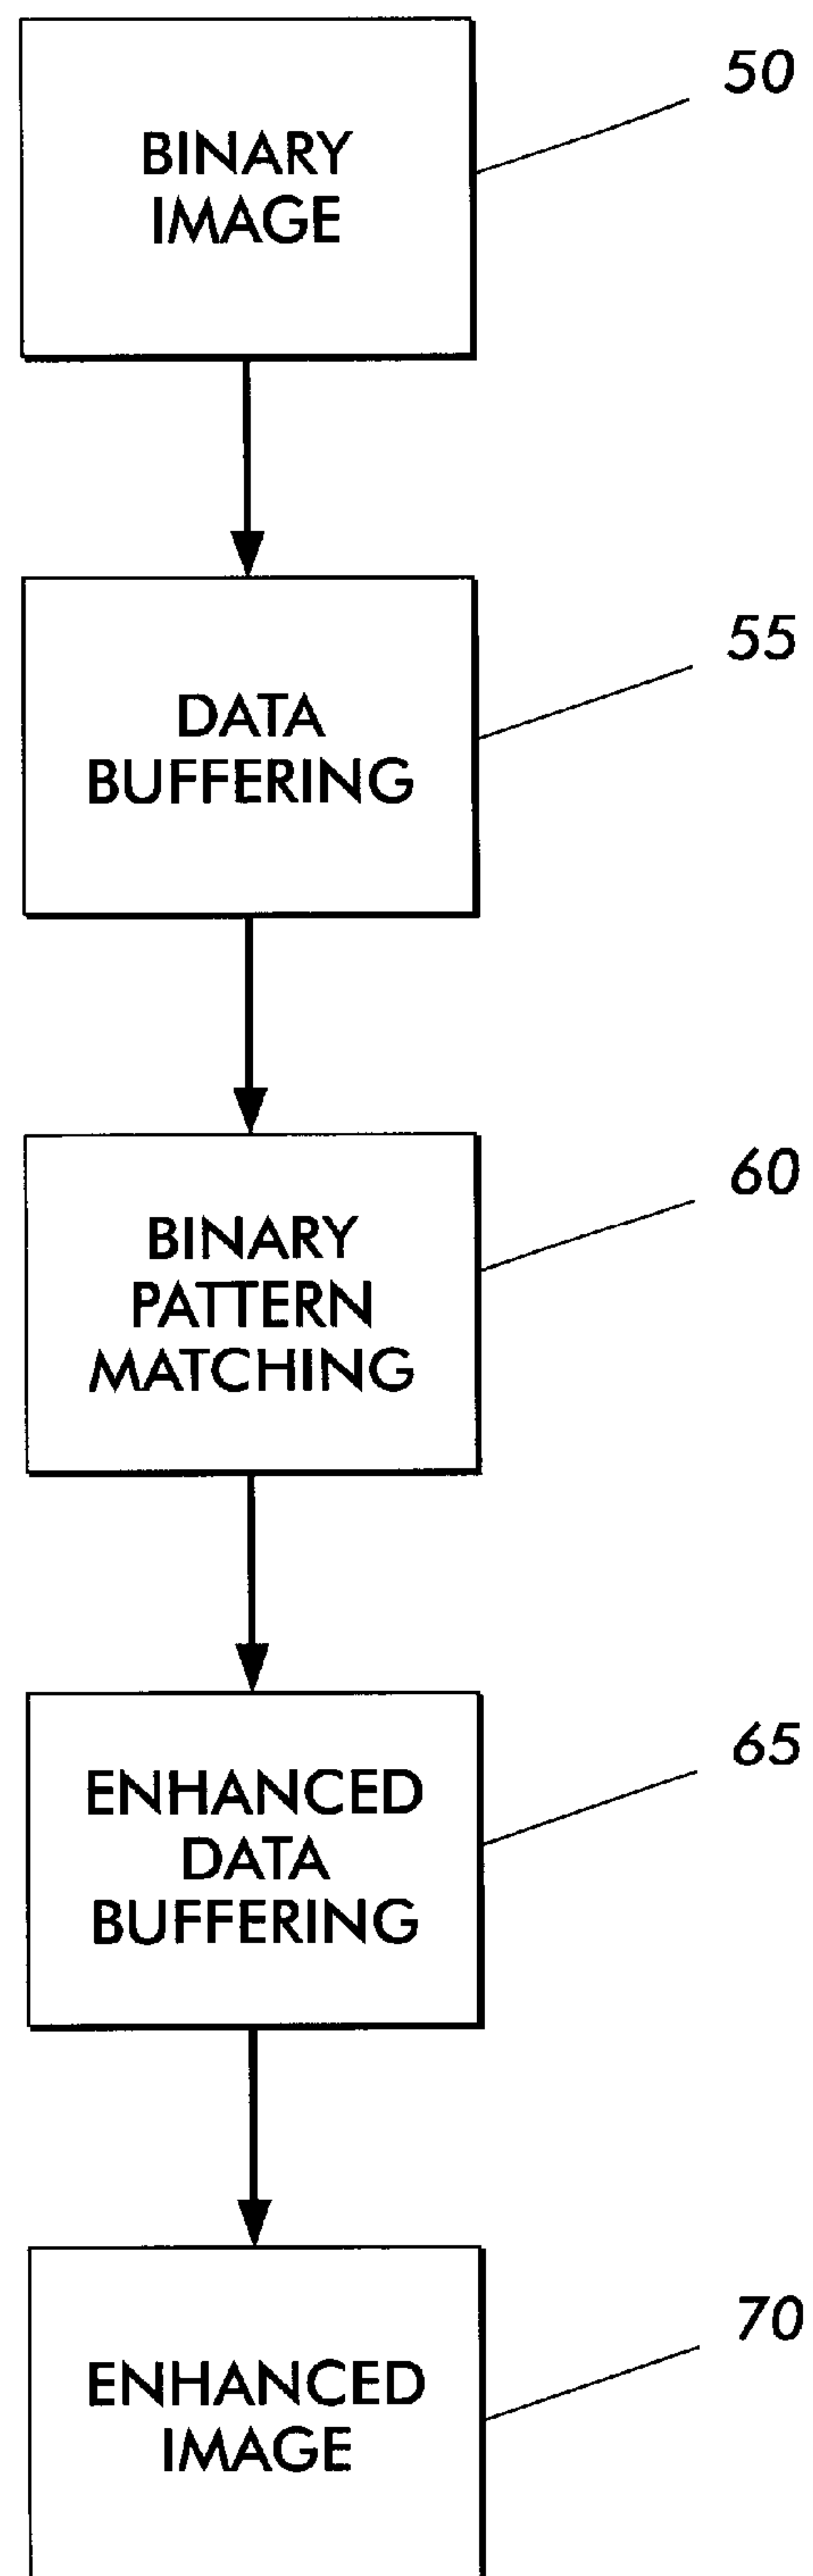 50
BINARY
IMAGE
55
DATA
BUFFERING
60
BINARY
PATTERN
MATCHING
65
ENHANCED
DATA
BUFFERING
70
ENHANCED
IMAGE